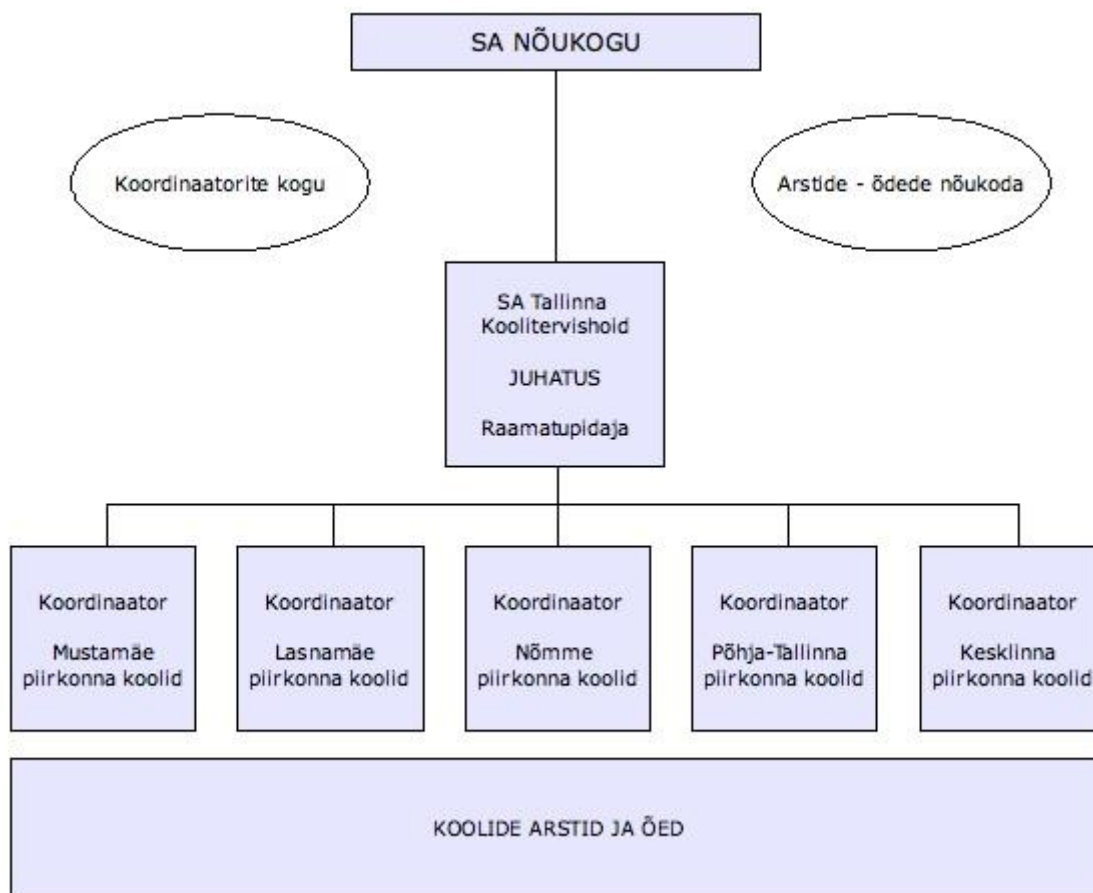 SA NÕUKOGU
Koordinaatorite kogu
Arstide - õdede nõukoda
SA Tallinna
Koolitervishoid
JUHATUS
Raamatupidaja
Koordinaator
Mustamäe
piirkonna koolid
Koordinaator
Lasnamäe
piirkonna koolid
Koordinaator
Nõmme
piirkonna koolid
Koordinaator
Põhja-Tallinna
piirkonna koolid
Koordinaator
Kesklinna
piirkonna koolid
KOOLIDE ARSTID JA ÕED